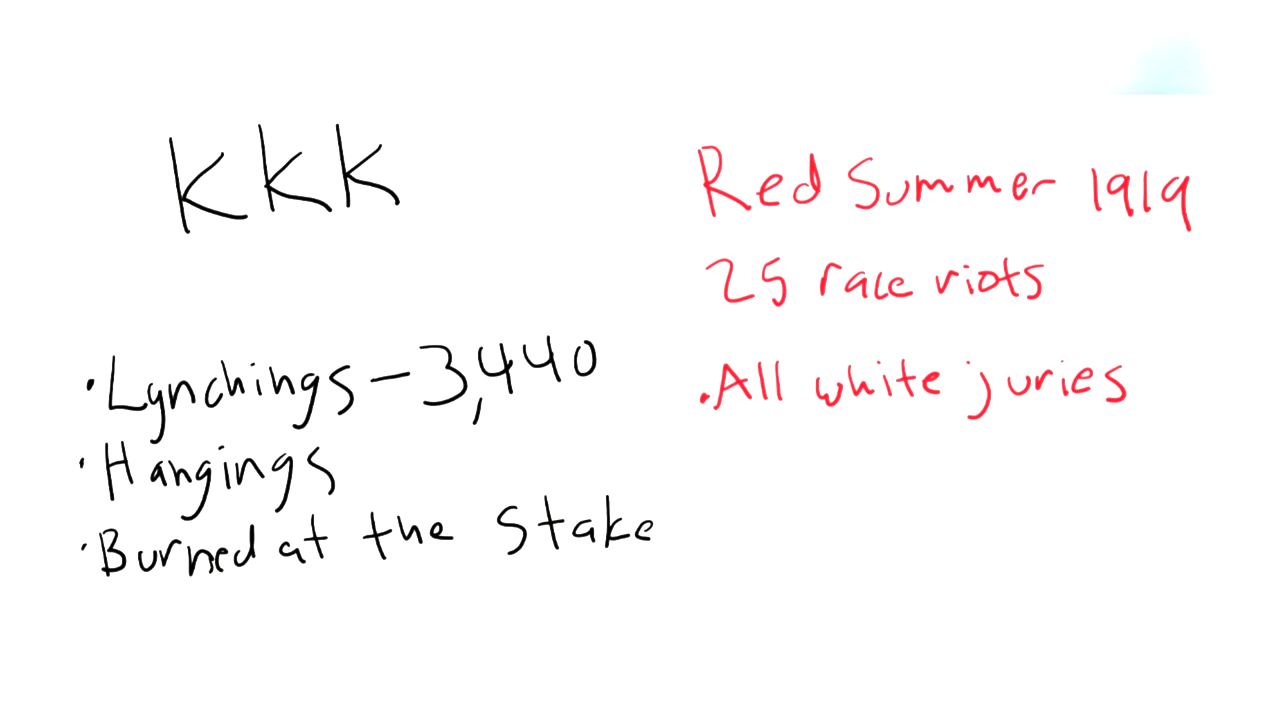 KKK
• Lynchings - 3,440
• Hangings
• Burned at the stake
Red Summer 1919
25 race riots
• All white juries